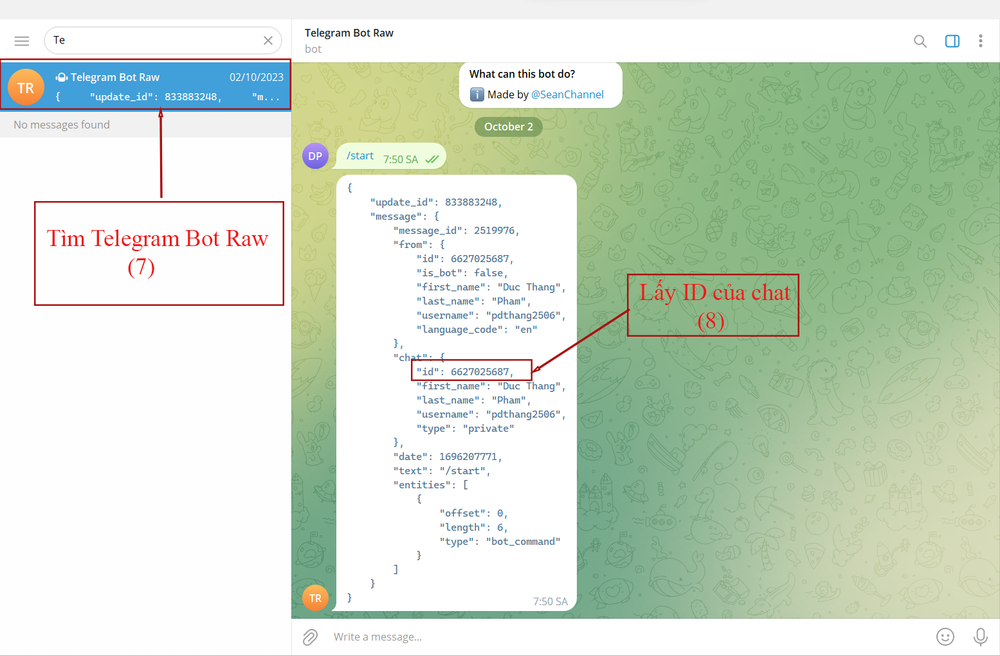 Te
Telegram Bot Raw 02/10/2023
{ "update_id": 833883248, "m...
No messages found
Tìm Telegram Bot Raw
(7)
Telegram Bot Raw
bot
What can this bot do?
Made by @SeanChannel
October 2
DP
/start 7:50 SA
{
"update_id": 833883248,
"message": {
"message_id": 2519976,
"from": {
"id": 6627025687,
"is_bot": false,
"first_name": "Duc Thang",
"last_name": "Pham",
"username": "pdthang2506",
"language_code": "en"
},
"chat": {
"id": 6627025687,
"first_name": "Duc Thang",
"last_name": "Pham",
"username": "pdthang2506",
"type": "private"
},
"date": 1696207771,
"text": "/start",
"entities": [
{
"offset": 0,
"length": 6,
"type": "bot_command"
}
]
}
}
7:50 SA
TR
TR
Lấy ID của chat
(8)
Write a message...